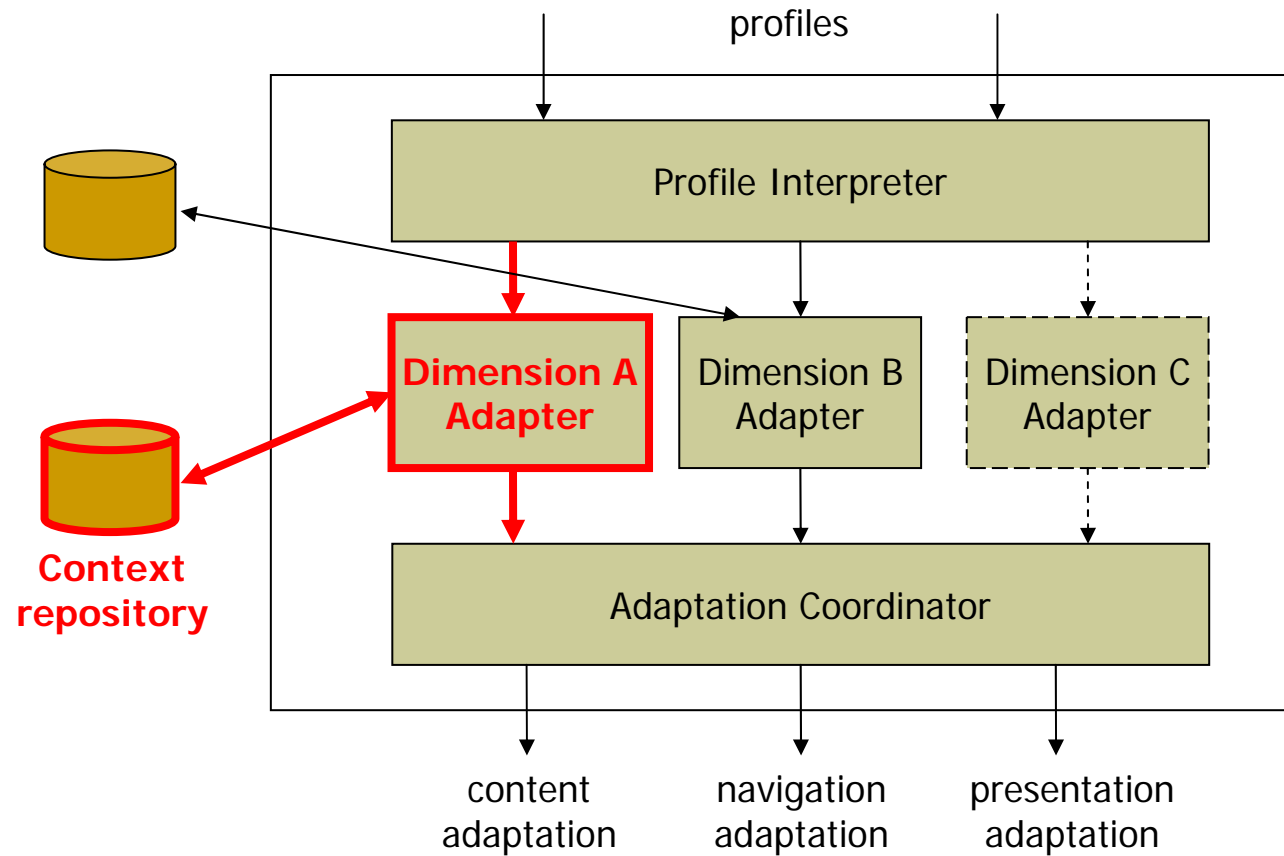 profiles
Profile Interpreter
Dimension A
Adapter
Dimension B
Adapter
Dimension C
Adapter
Context
repository
Adaptation Coordinator
content
adaptation
navigation
adaptation
presentation
adaptation